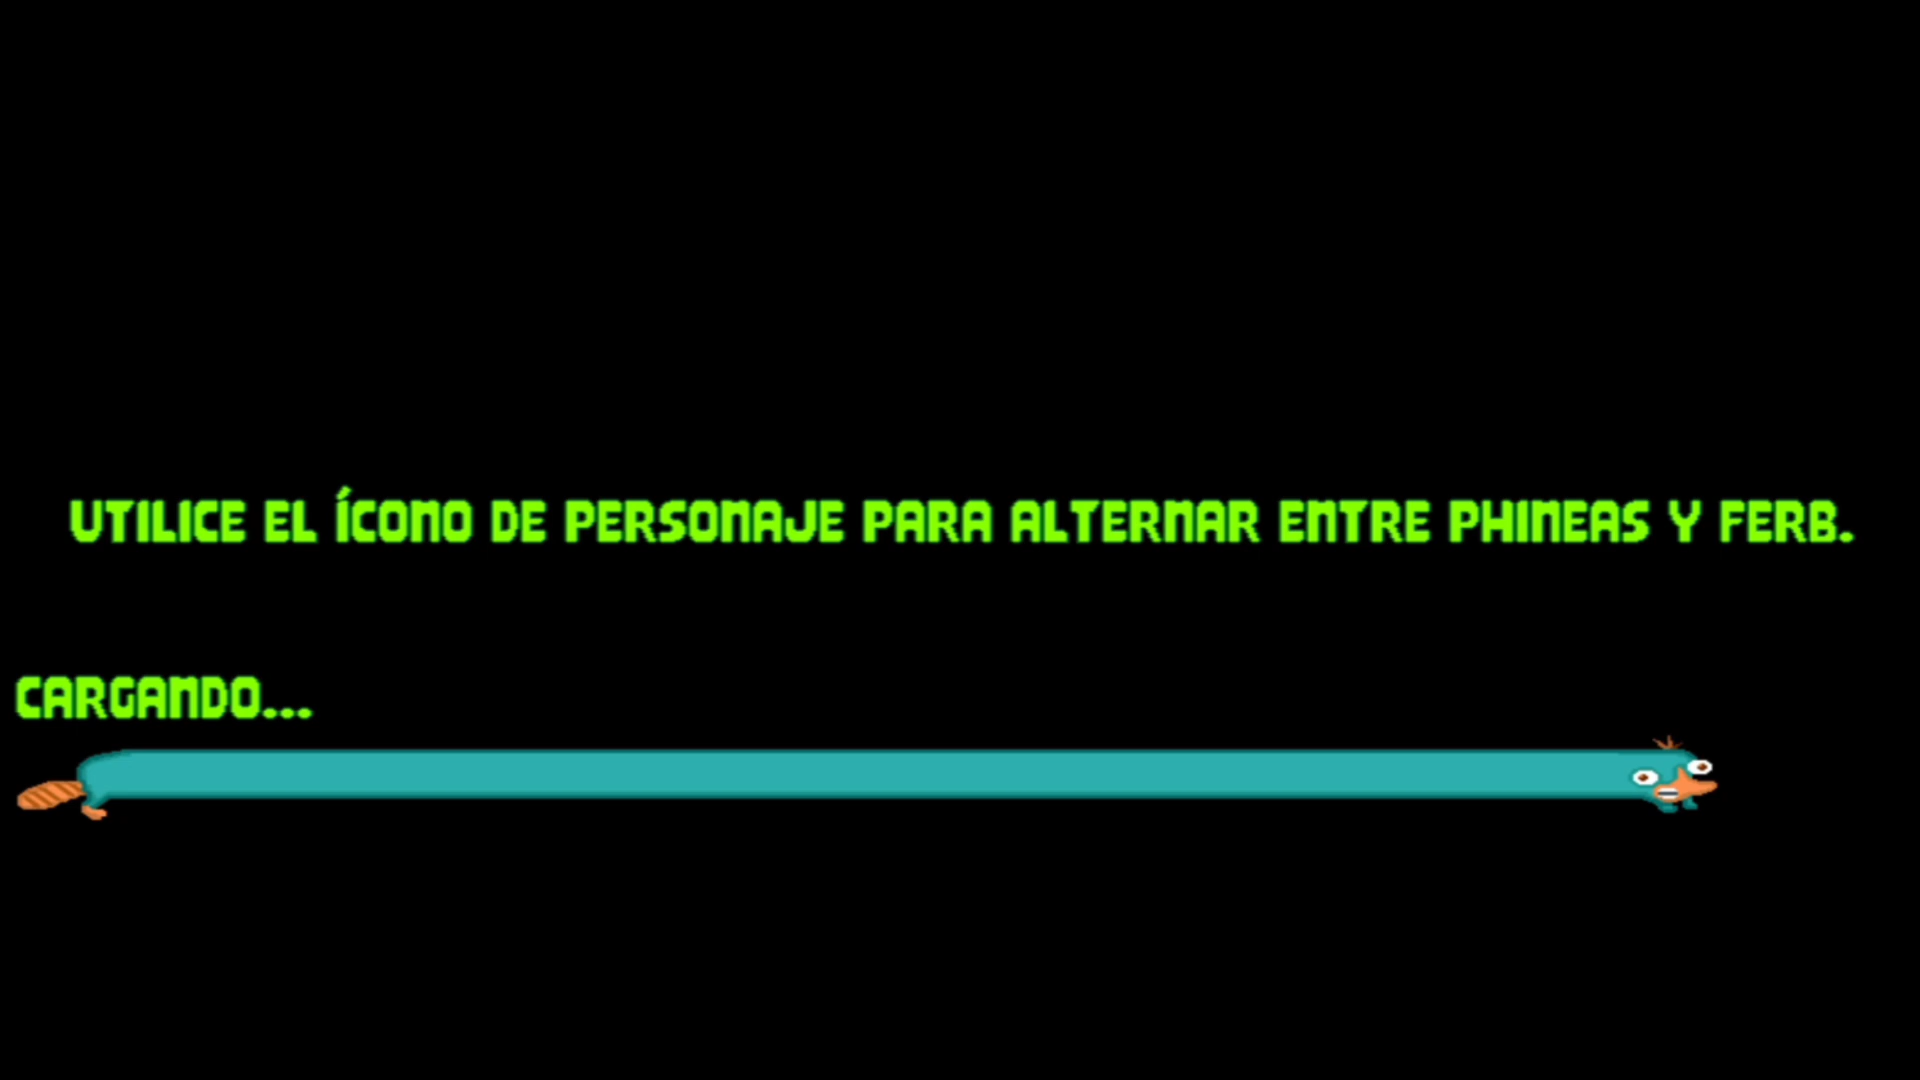 UTILICE EL ÍCONO DE PERSONAJE PARA ALTERNAR ENTRE PHINEAS Y FERB.
CARGANDO...